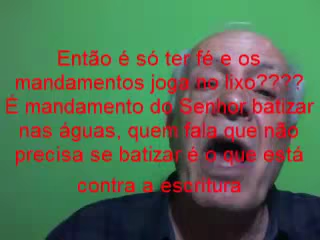 Então é só ter fé e os
mandamentos joga no lixo????
É mandamento do Senhor batizar
nas águas, quem fala que não
precisa se batizar é o que está
contra a escritura